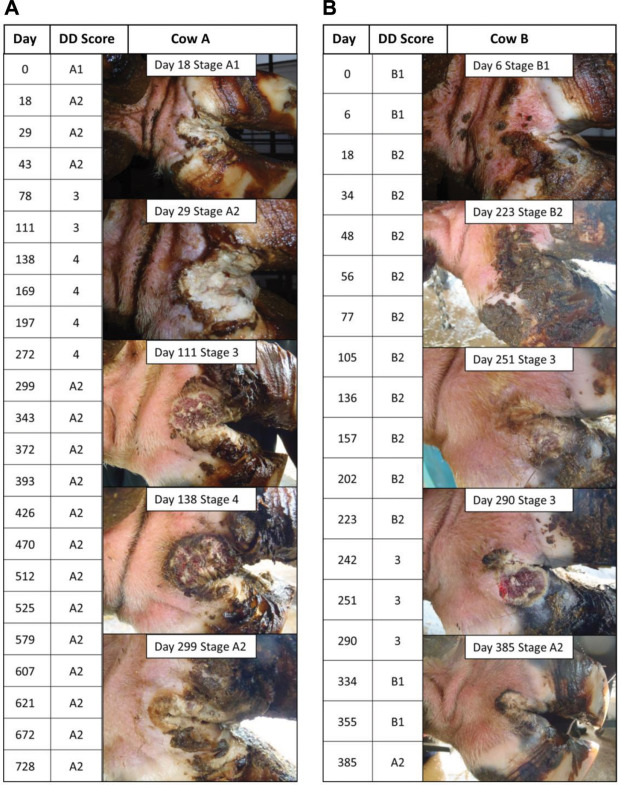 A
Day DD Score Cow A
0 A1
18 A2
29 A2
43 A2
78 3
111 3
138 4
169 4
197 4
272 4
299 A2
343 A2
372 A2
393 A2
426 A2
470 A2
512 A2
525 A2
579 A2
607 A2
621 A2
672 A2
728 A2
Day 18 Stage A1
Day 29 Stage A2
Day 111 Stage 3
Day 138 Stage 4
Day 299 Stage A2
B
Day DD Score Cow B
0 B1
6 B1
18 B2
34 B2
48 B2
56 B2
77 B2
105 B2
136 B2
157 B2
202 B2
223 B2
242 3
251 3
290 3
334 B1
355 B1
385 A2
Day 6 Stage B1
Day 223 Stage B2
Day 251 Stage 3
Day 290 Stage 3
Day 385 Stage A2